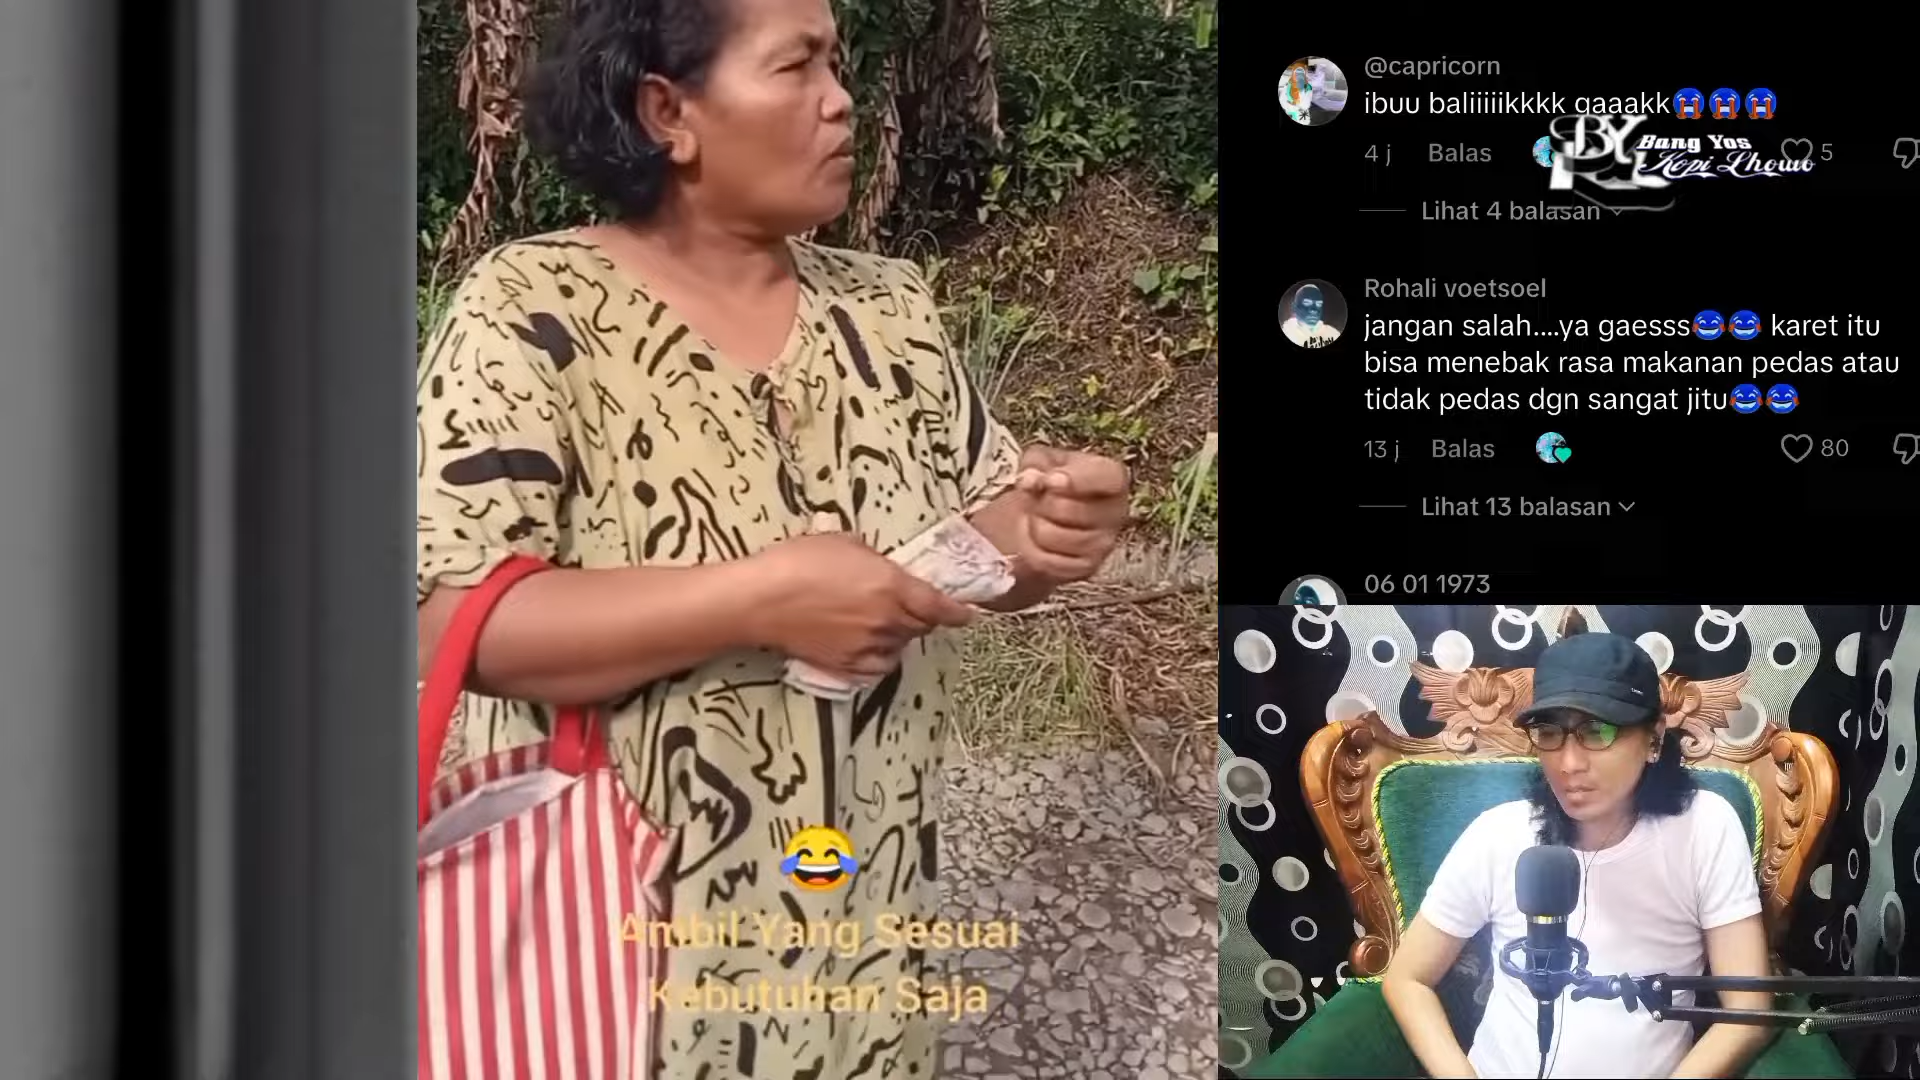 @capricorn
ibuu baliiiiikkkk gaaakk😭😭😭
4 j Balas 5
Lihat 4 balasan
Bang Yos
Kopi Lhowo
Rohali voetsoel
jangan salah....ya gaesss😂😂 karet itu
bisa menebak rasa makanan pedas atau
tidak pedas dgn sangat jitu😂😂
13 j Balas 80
Lihat 13 balasan
06 01 1973
😂
Ambil Yang Sesuai
Kebutuhan Saja